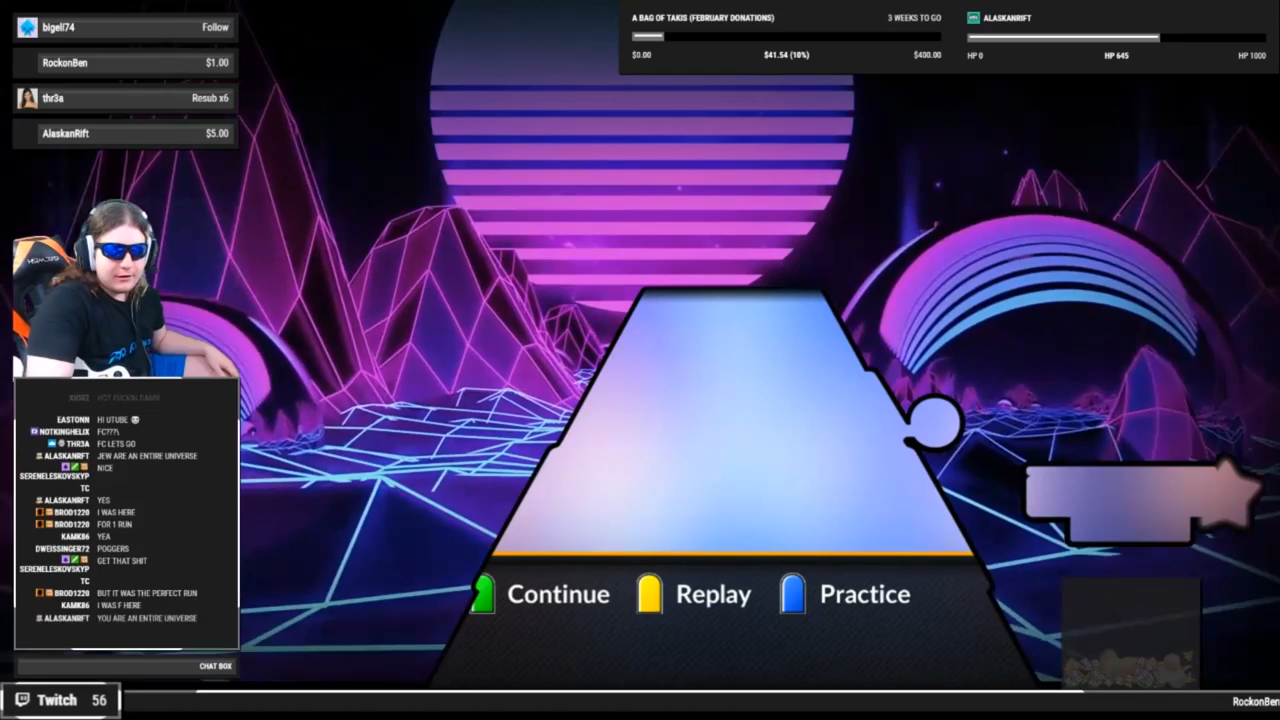 bigeli74 Follow
RockonBen $1.00
thr3a Resub x6
AlaskanRift $5.00
A BAG OF TAKIS (FEBRUARY DONATIONS) 3 WEEKS TO GO
$0.00 $41.54 (10%) $400.00
ALASKANRIFT
HP 0 HP 645 HP 1000
EASTONN HI UTUBE
NOTKINGHELIX FC???\
THR3A FC LETS GO
ALASKANRFT JEW ARE AN ENTIRE UNIVERSE
NICE
SERENELESKOVSKYP
TC
ALASKANRFT YES
BROD1220 I WAS HERE
BROD1220 FOR 1 RUN
KAMK86 YEA
DWEISSINGER72 POGGERS
GET THAT SHIT
SERENELESKOVSKYP
TC
BROD1220 BUT IT WAS THE PERFECT RUN
KAMK86 I WAS F HERE
ALASKANRFT YOU ARE AN ENTIRE UNIVERSE
CHAT BOX
Continue Replay Practice
Twitch 56
RockonBen